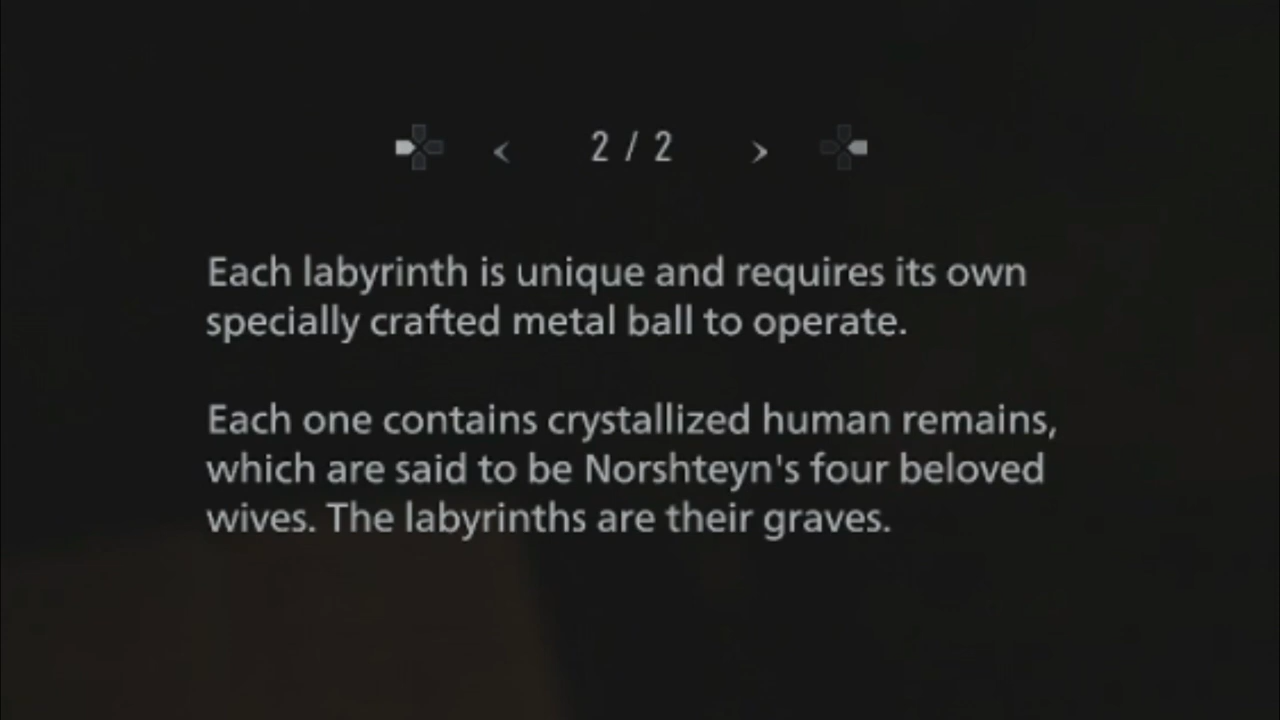 < 2 / 2 >
Each labyrinth is unique and requires its own
specially crafted metal ball to operate.
Each one contains crystallized human remains,
which are said to be Norshteyn's four beloved
wives. The labyrinths are their graves.